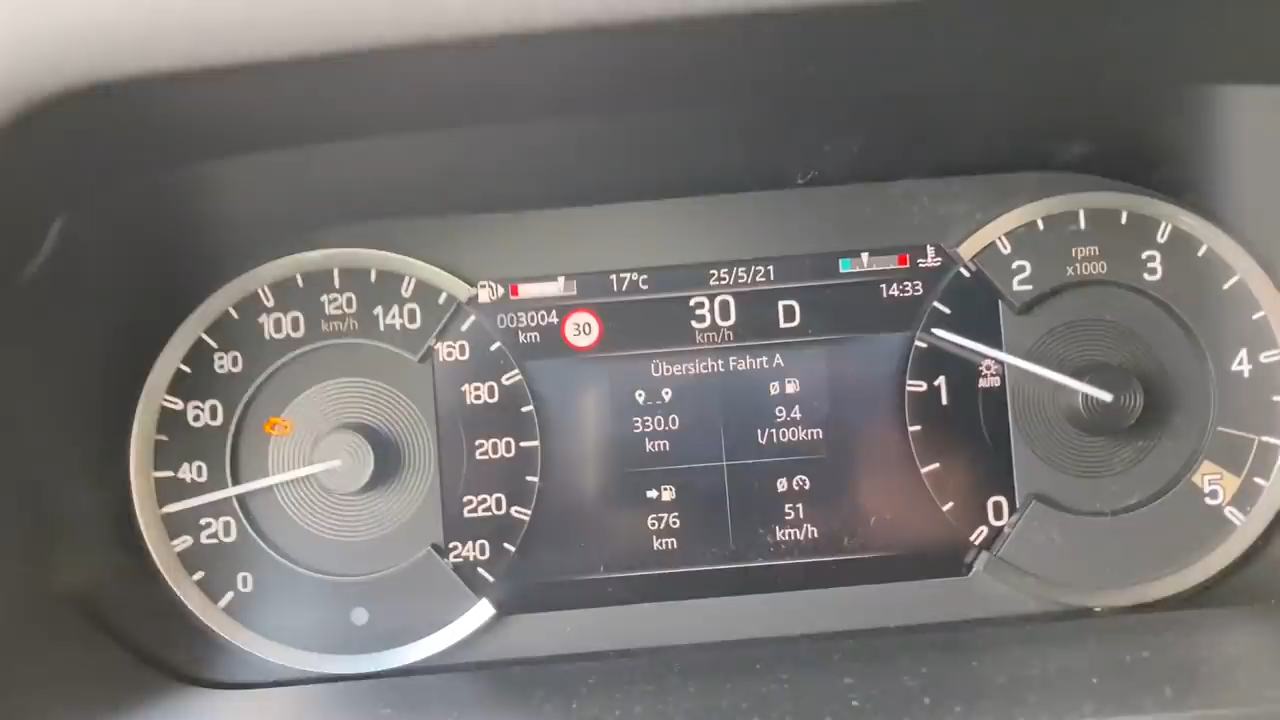 17°c
25/5/21
003004
km
30
30
km/h
D
14:33
Übersicht Fahrt A
330.0
km
9.4
l/100km
676
km
51
km/h
0
20
40
60
80
100
120
km/h
140
160
180
200
220
240
0
1
2
3
4
5
rpm
x1000
AUTO